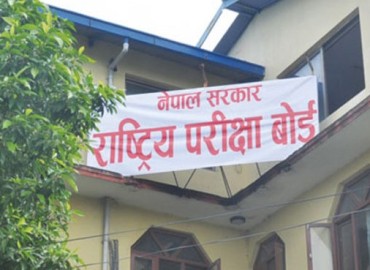 नेपाल सरकार
राष्ट्रिय परीक्षा बोर्ड